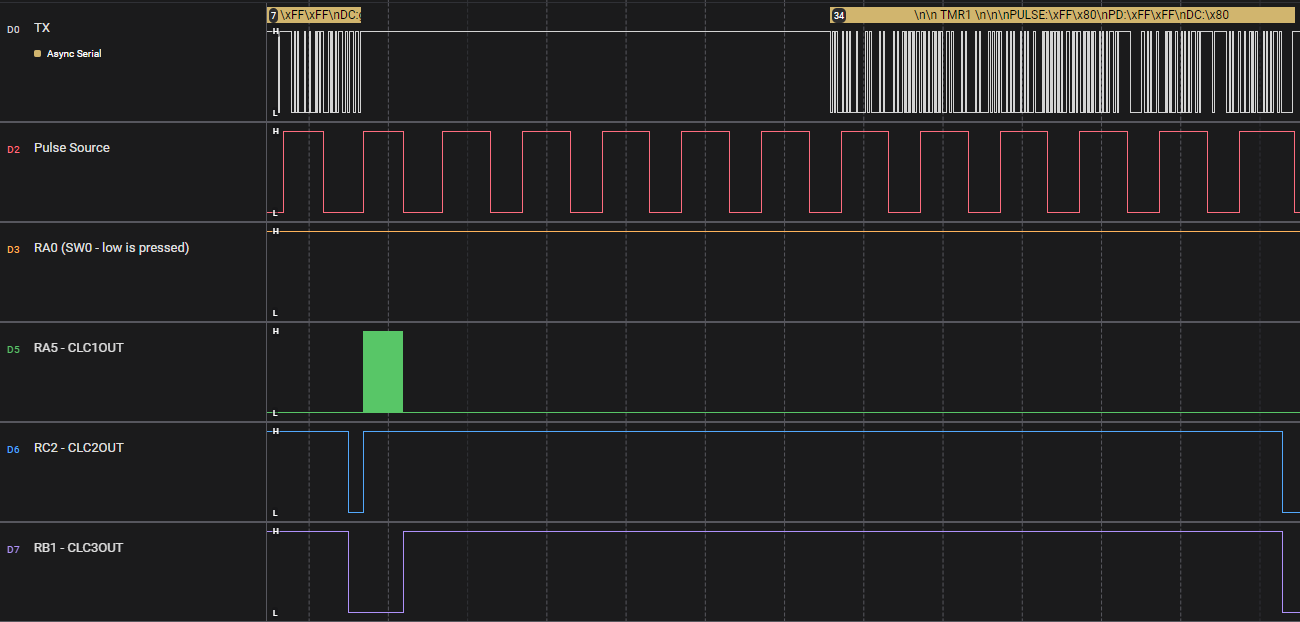 7 \xFF\xFF\nDC:
34 \n\n TMR1 \n\n\nPULSE:\xFF\x80\nPD:\xFF\xFF\nDC:\x80
D0 TX
H
Async Serial
L
H
D2 Pulse Source
L
H
D3 RA0 (SW0 - low is pressed)
L
H
D5 RA5 - CLC1OUT
L
H
D6 RC2 - CLC2OUT
L
H
D7 RB1 - CLC3OUT
L